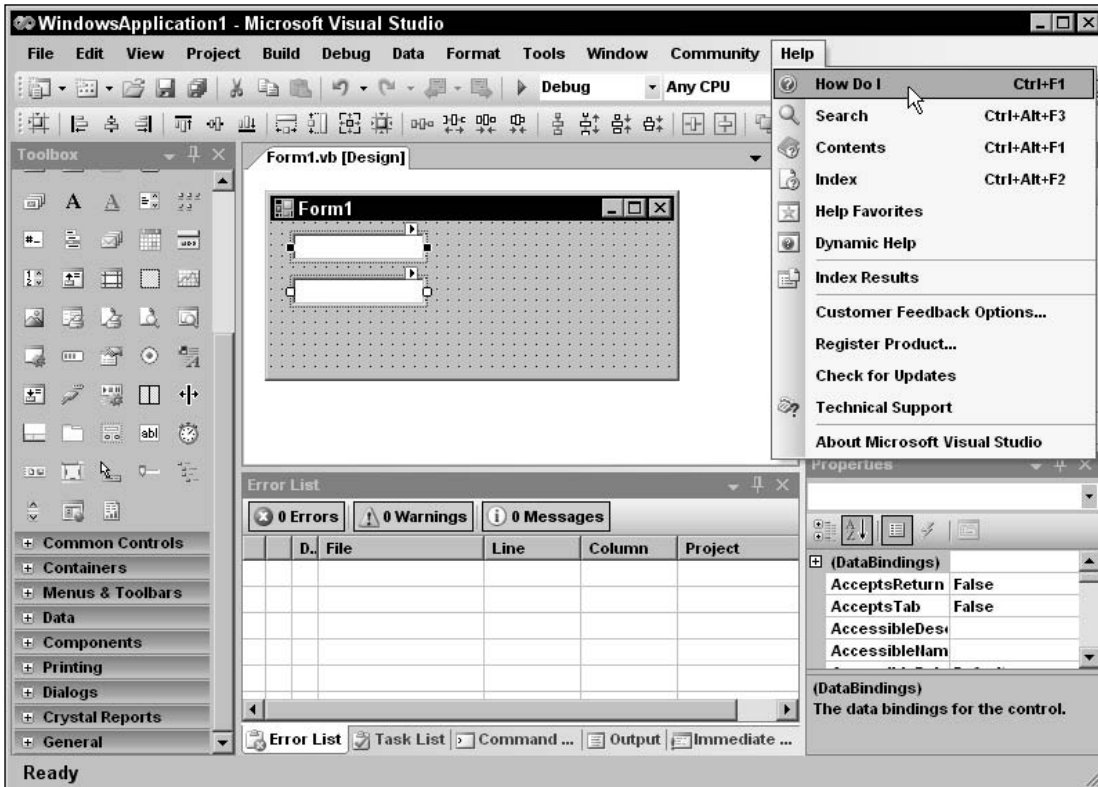 WindowsApplication1 - Microsoft Visual Studio
File Edit View Project Build Debug Data Format Tools Window Community Help
Debug Any CPU
How Do I Ctrl+F1
Search Ctrl+Alt+F3
Contents Ctrl+Alt+F1
Index Ctrl+Alt+F2
Help Favorites
Dynamic Help
Index Results
Customer Feedback Options...
Register Product...
Check for Updates
Technical Support
About Microsoft Visual Studio
Toolbox
abl
Common Controls
Containers
Menus & Toolbars
Data
Components
Printing
Dialogs
Crystal Reports
General
Form1.vb [Design]
Form1
Error List
0 Errors 0 Warnings 0 Messages
D.. File Line Column Project
Error List Task List Command ... Output Immediate ...
Properties
(DataBindings)
AcceptsReturn False
AcceptsTab False
AccessibleDes
AccessibleNam
(DataBindings)
The data bindings for the control.
Ready